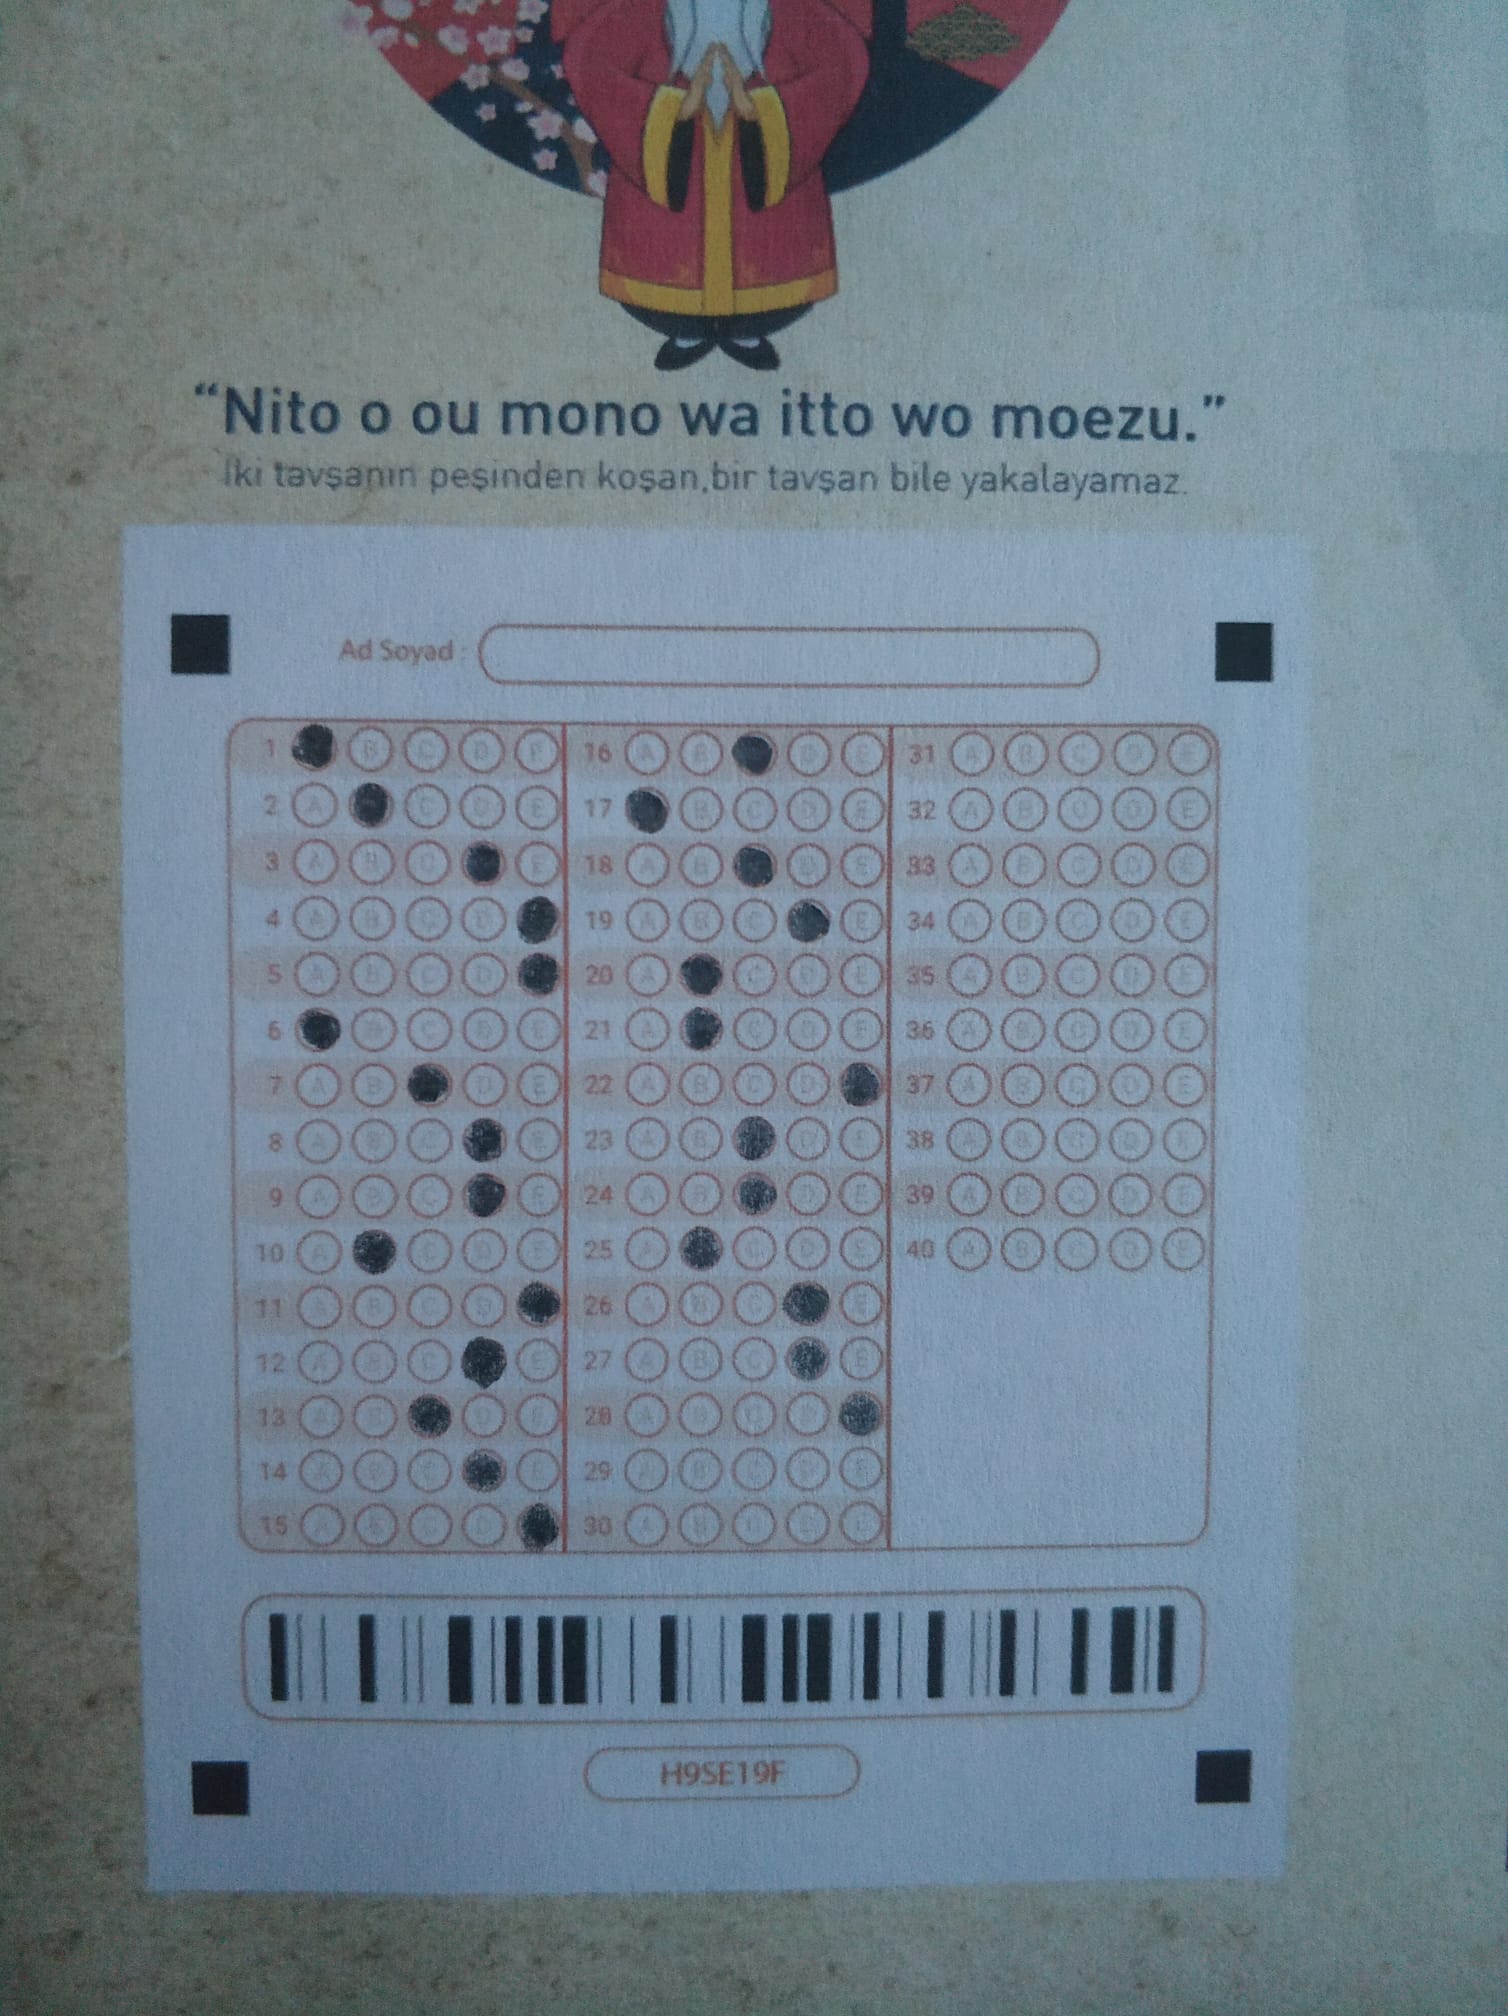 “Nito o ou mono wa itto wo moezu.”
İki tavşanın peşinden koşan,bir tavşan bile yakalayamaz.
Ad Soyad :
1 B C D E
2 A C D E
3 A B C E
4 A B C D
5 A B C D
6 B C D E
7 A B D E
8 A B C E
9 A B C E
10 A C D E
11 A B C D
12 A B C E
13 A B D E
14 A B C E
15 A B C D
16 A B D E
17 B C D E
18 A B D E
19 A B C E
20 A C D E
21 A C D E
22 A B C D
23 A B D E
24 A B D E
25 A C D E
26 A B C E
27 A B C E
28 A B C D
29 A B C D E
30 A B C D E
31 A B C D E
32 A B C D E
33 A B C D E
34 A B C D E
35 A B C D E
36 A B C D E
37 A B C D E
38 A B C D E
39 A B C D E
40 A B C D E
H9SE19F